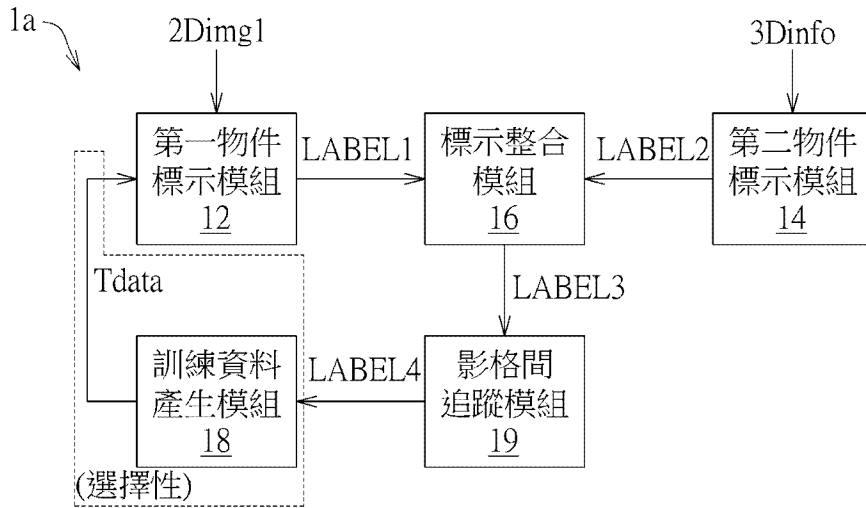 1a
2Dimg1
3Dinfo
第一物件
標示模組
12
LABEL1
標示整合
模組
16
LABEL2
第二物件
標示模組
14
Tdata
LABEL3
訓練資料
產生模組
18
LABEL4
影格間
追蹤模組
19
(選擇性)